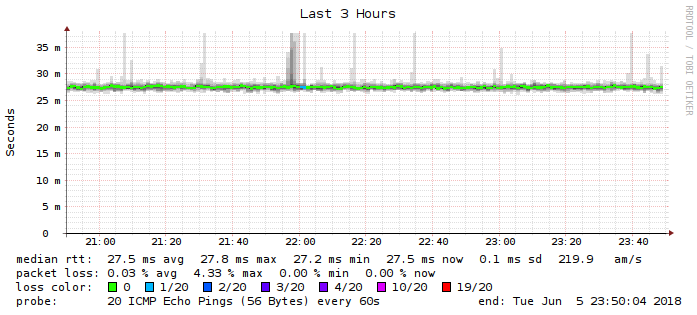 Last 3 Hours
RRDTOOL / TOBI OETIKER
Seconds
35 m
30 m
25 m
20 m
15 m
10 m
5 m
0
21:00 21:20 21:40 22:00 22:20 22:40 23:00 23:20 23:40
median rtt: 27.5 ms avg 27.8 ms max 27.2 ms min 27.5 ms now 0.1 ms sd 219.9 am/s
packet loss: 0.03 % avg 4.33 % max 0.00 % min 0.00 % now
loss color: 0 1/20 2/20 3/20 4/20 10/20 19/20
probe: 20 ICMP Echo Pings (56 Bytes) every 60s end: Tue Jun 5 23:50:04 2018